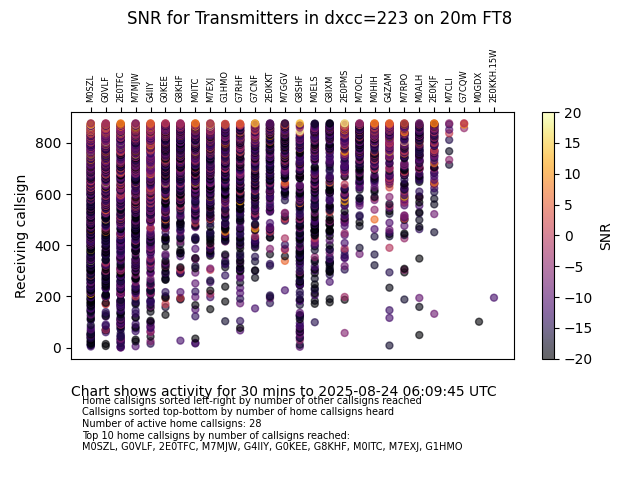 SNR for Transmitters in dxcc=223 on 20m FT8
M0SZL G0VLF 2E0TFC M7MJW G4IIY G0KEE G8KHF M0ITC M7EXJ G1HMO G7RHF G7CNF 2E0KKT M7GGV G8SHF M0ELS G8IXM 2E0PMS M7OCL M0HIH G4ZAM M7RPO M0ALH 2E0KJF M7CLI G7CQW M0GDX 2E0KKH.15W
Receiving callsign
800
600
400
200
0
20
15
10
5
0
−5
−10
−15
−20
SNR
Chart shows activity for 30 mins to 2025-08-24 06:09:45 UTC
Home callsigns sorted left-right by number of other callsigns reached
Callsigns sorted top-bottom by number of home callsigns heard
Number of active home callsigns: 28
Top 10 home callsigns by number of callsigns reached:
M0SZL, G0VLF, 2E0TFC, M7MJW, G4IIY, G0KEE, G8KHF, M0ITC, M7EXJ, G1HMO